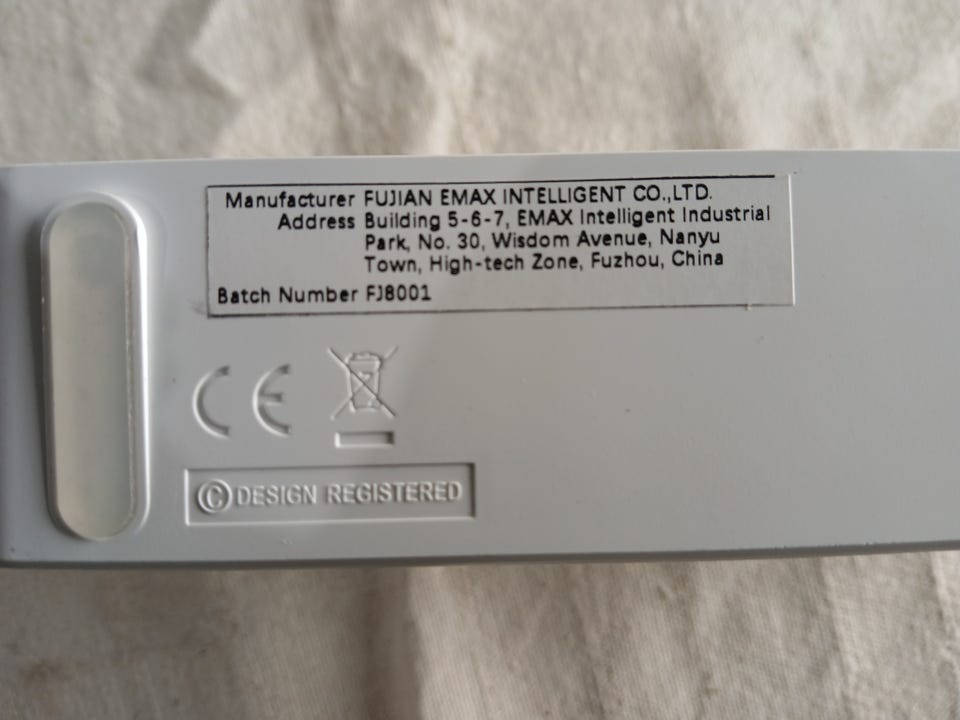 Manufacturer FUJIAN EMAX INTELLIGENT CO.,LTD.
Address Building 5-6-7, EMAX Intelligent Industrial
Park, No. 30, Wisdom Avenue, Nanyu
Town, High-tech Zone, Fuzhou, China
Batch Number FJ8001
CE
© DESIGN REGISTERED